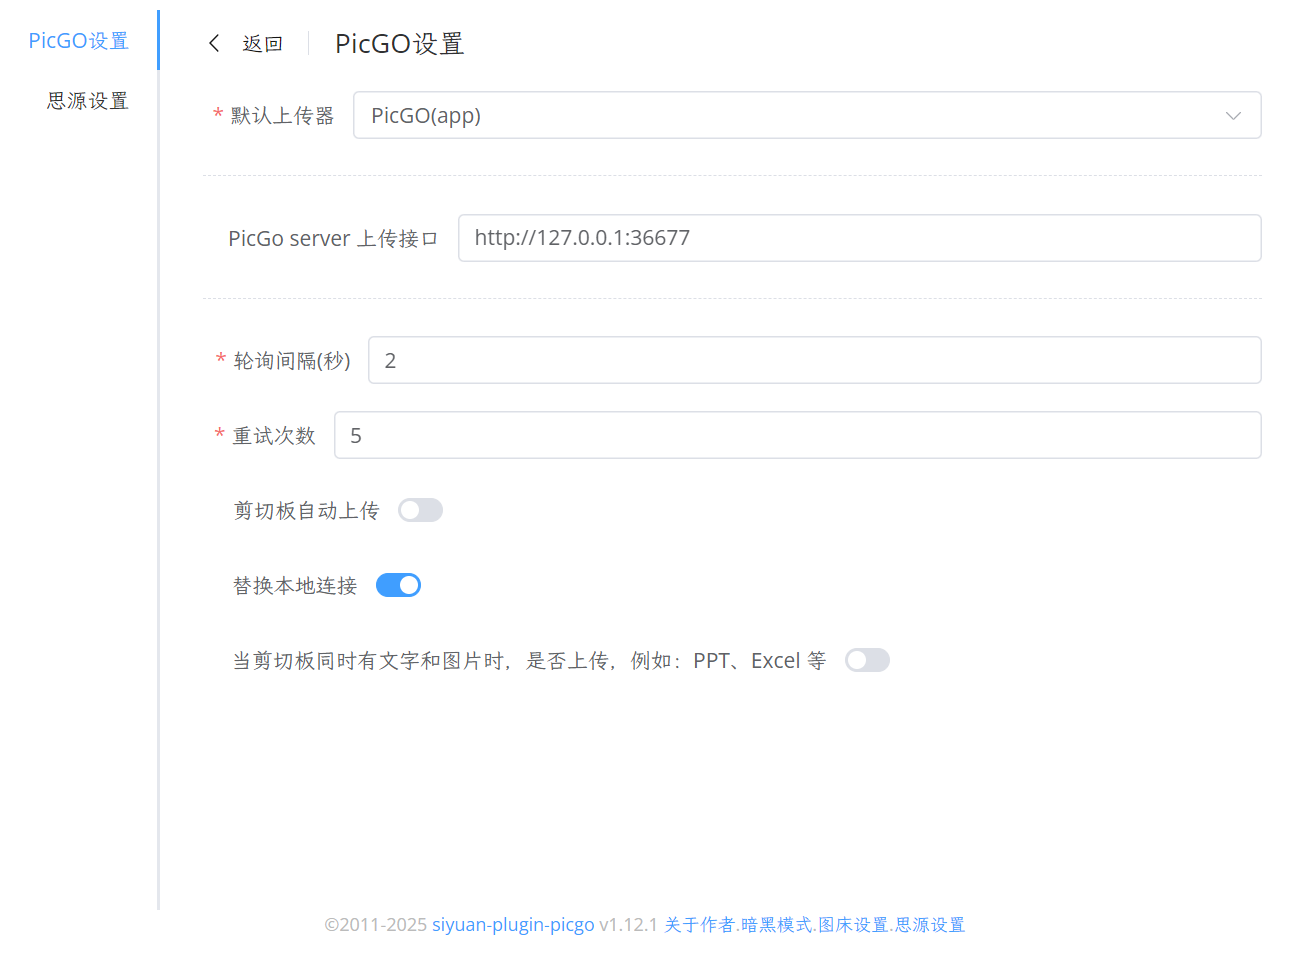 PicGO设置
思源设置
返回
PicGO设置
* 默认上传器
PicGO(app)
PicGo server 上传接口
http://127.0.0.1:36677
* 轮询间隔(秒)
2
* 重试次数
5
剪切板自动上传
替换本地连接
当剪切板同时有文字和图片时，是否上传，例如：PPT、Excel 等
©2011-2025 siyuan-plugin-picgo v1.12.1 关于作者.暗黑模式.图床设置.思源设置